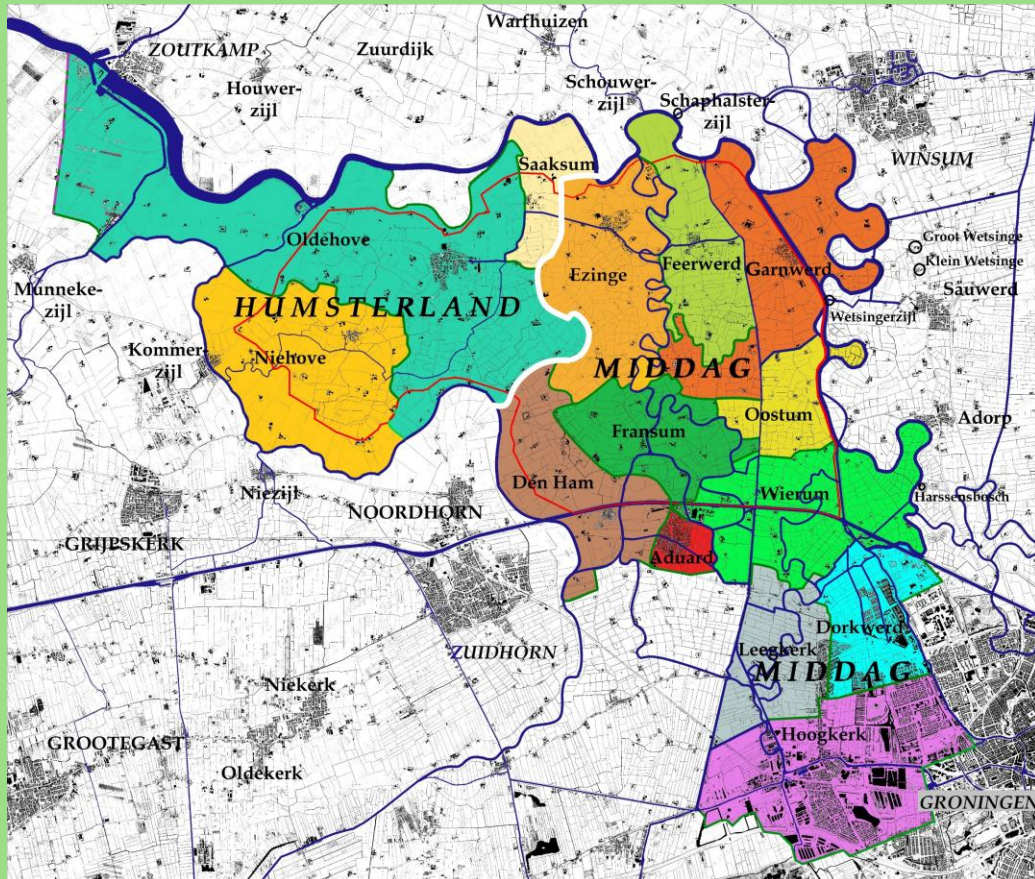 Warfhuizen
ZOUTKAMP
Zuurdijk
Houwer-
zijl
Schouwer-
zijl
Schaphalster-
zijl
WINSUM
Saaksum
Oldehove
Ezinge
Feerwerd
Garnwerd
Groot Wetsinge
Klein Wetsinge
Sauwerd
Munneke-
zijl
HUMSTERLAND
Wetsingerzijl
Kommer-
zijl
Niehove
MIDDAG
Oostum
Adorp
Fransum
Den Ham
Wierum
Niezijl
NOORDHORN
Harssensbosch
GRIJPSKERK
Aduard
Dorkwerd
ZUIDHORN
Leegkerk
MIDDAG
Niekerk
Hoogkerk
GROOTEGAST
Oldekerk
GRONINGEN